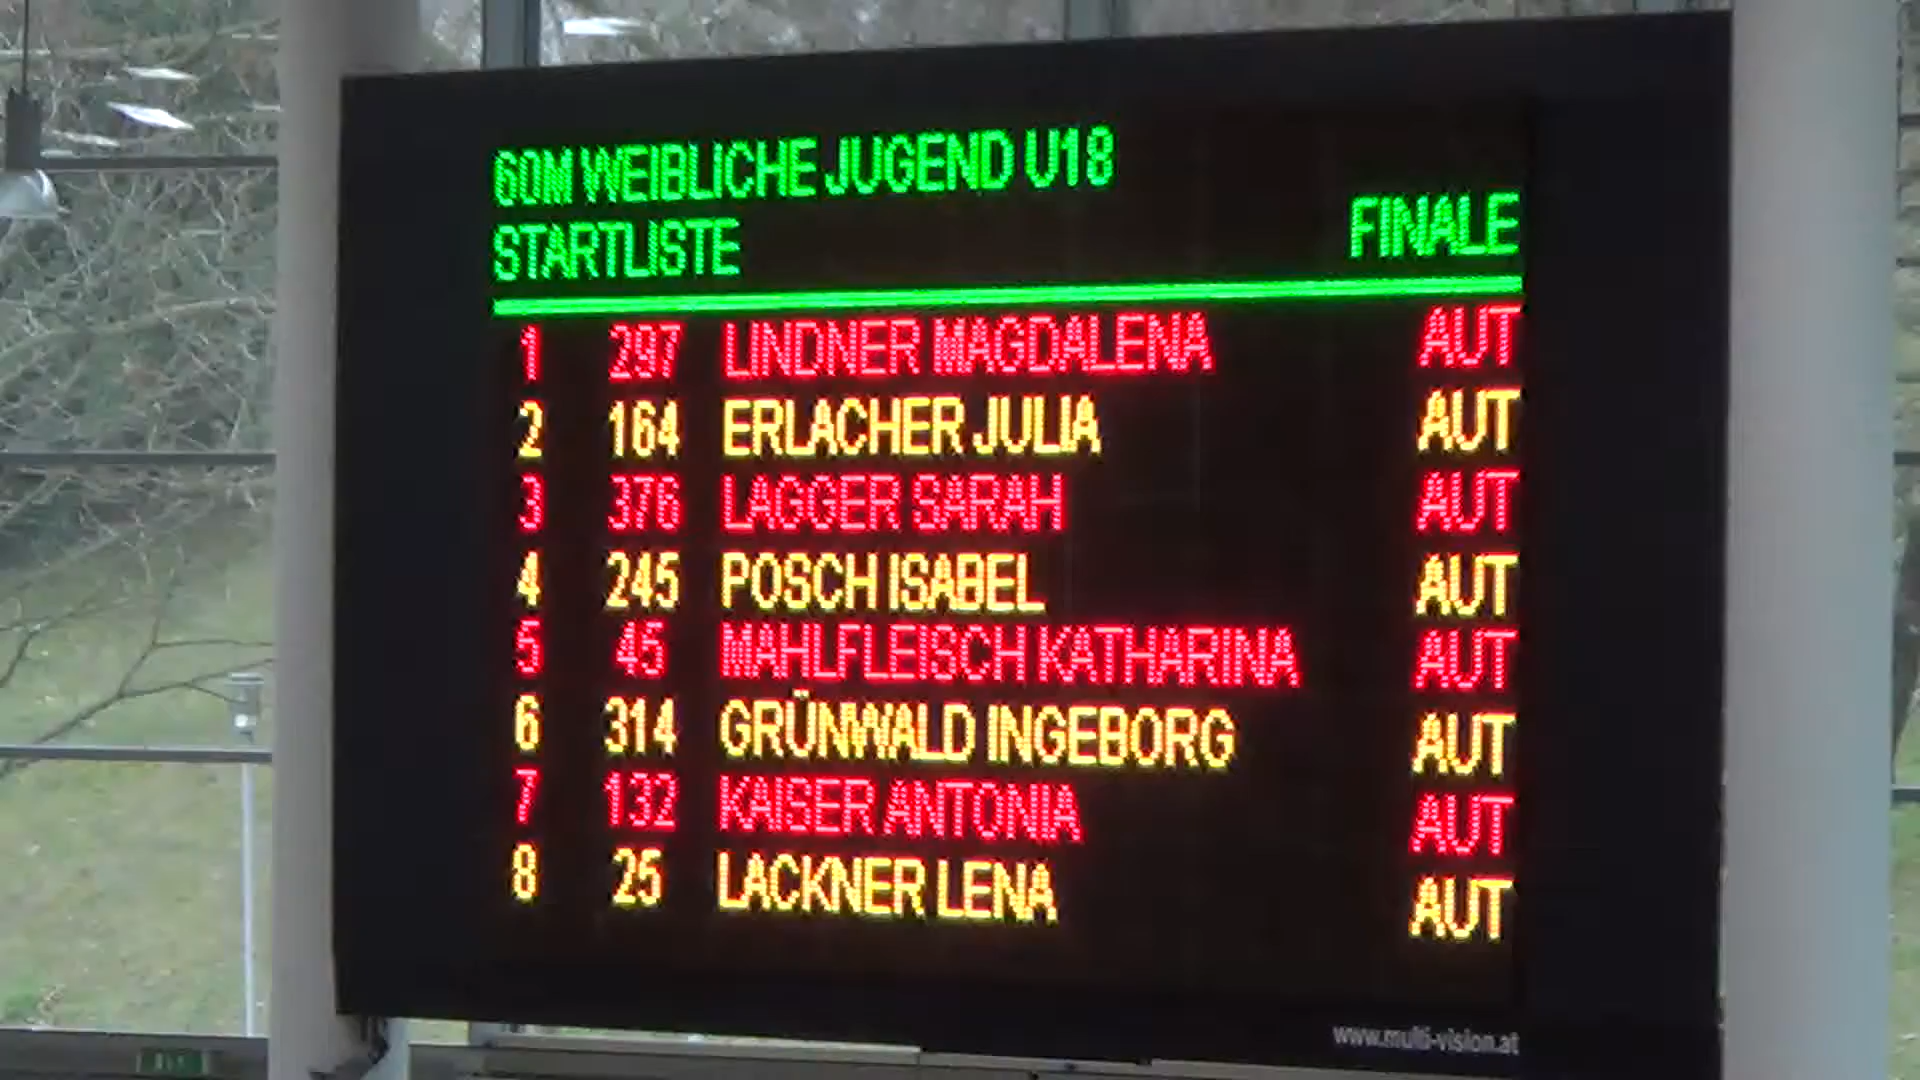 60M WEIBLICHE JUGEND U18
STARTLISTE FINALE
1 297 LINDNER MAGDALENA AUT
2 164 ERLACHER JULIA AUT
3 376 LAGGER SARAH AUT
4 245 POSCH ISABEL AUT
5 45 MAHLFLEISCH KATHARINA AUT
6 314 GRÜNWALD INGEBORG AUT
7 132 KAISER ANTONIA AUT
8 25 LACKNER LENA AUT
www.multi-vision.at